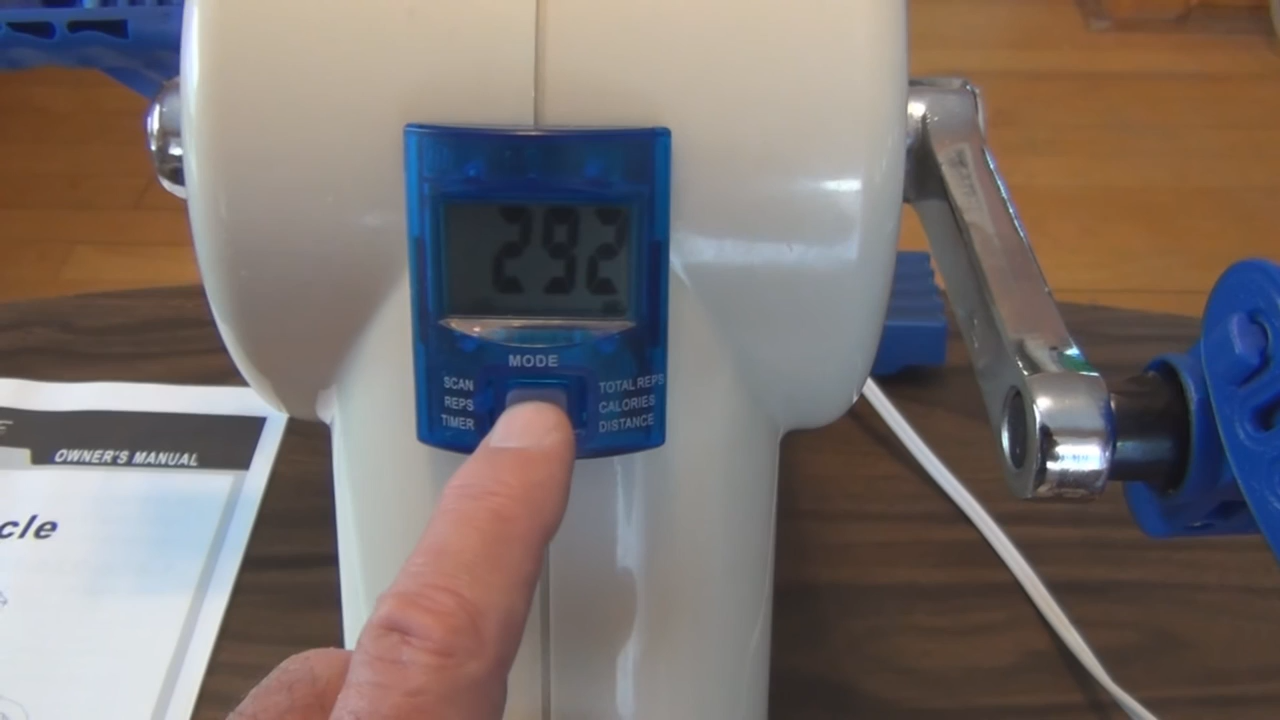 292
MODE
SCAN
REPS
TIMER
TOTAL REPS
CALORIES
DISTANCE
OWNER'S MANUAL
cle